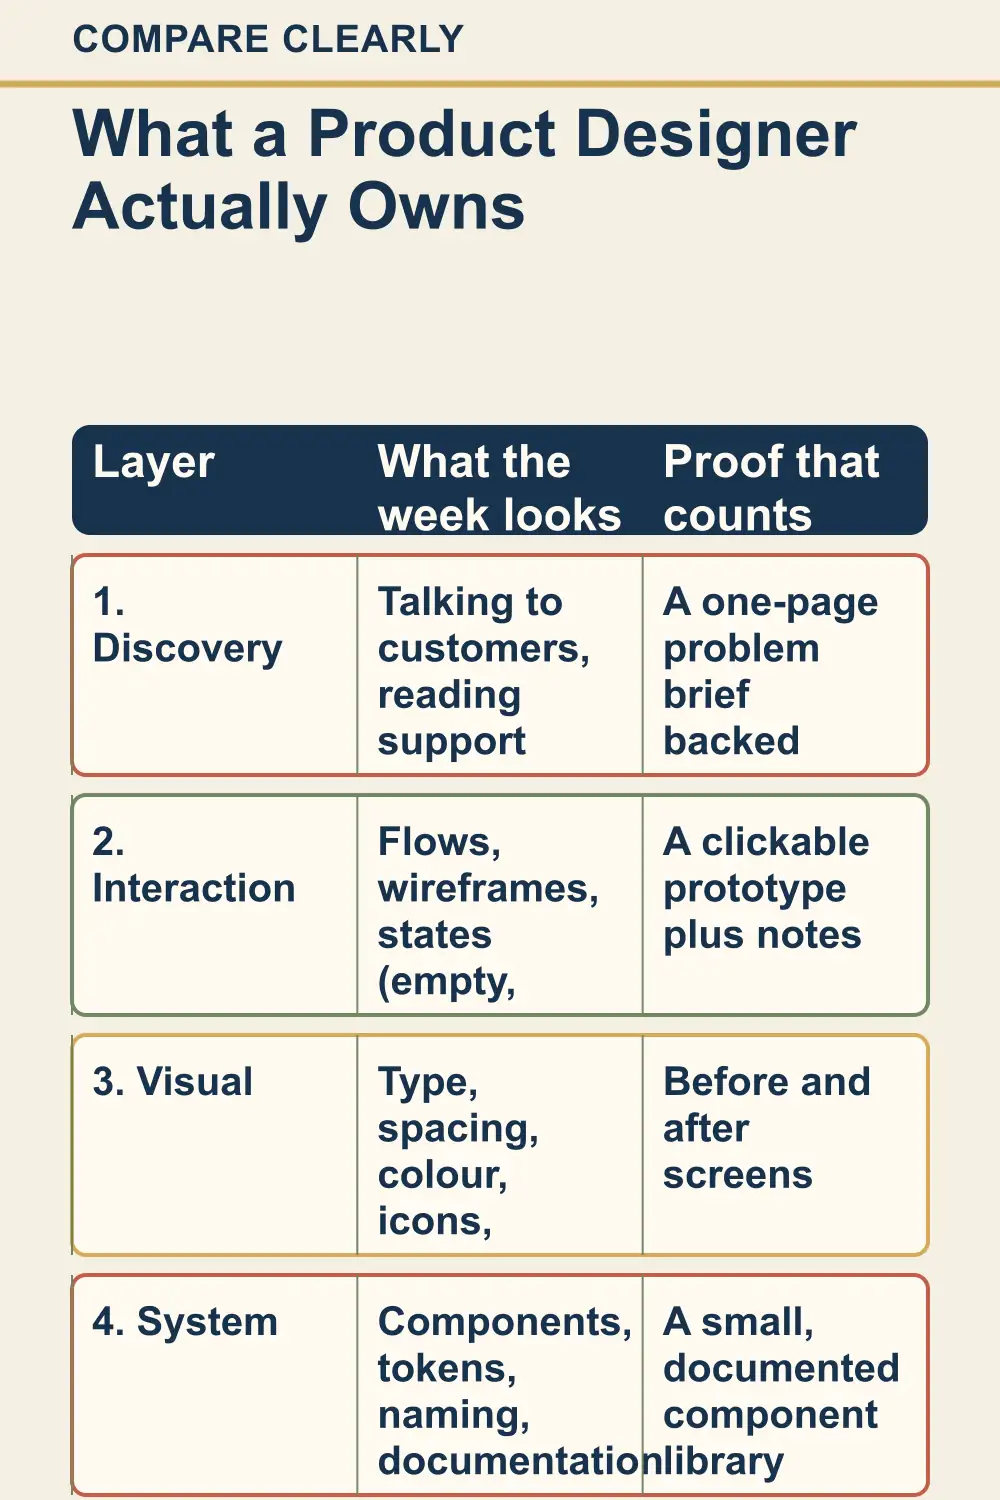 COMPARE CLEARLY
What a Product Designer
Actually Owns
Layer
What the
week looks
Proof that
counts
1.
Discovery
Talking to
customers,
reading
support
A one-page
problem
brief
backed
2.
Interaction
Flows,
wireframes,
states
(empty,
A clickable
prototype
plus notes
3. Visual
Type,
spacing,
colour,
icons,
Before and
after
screens
4. System
Components,
tokens,
naming,
documentation
A small,
documented
component
library